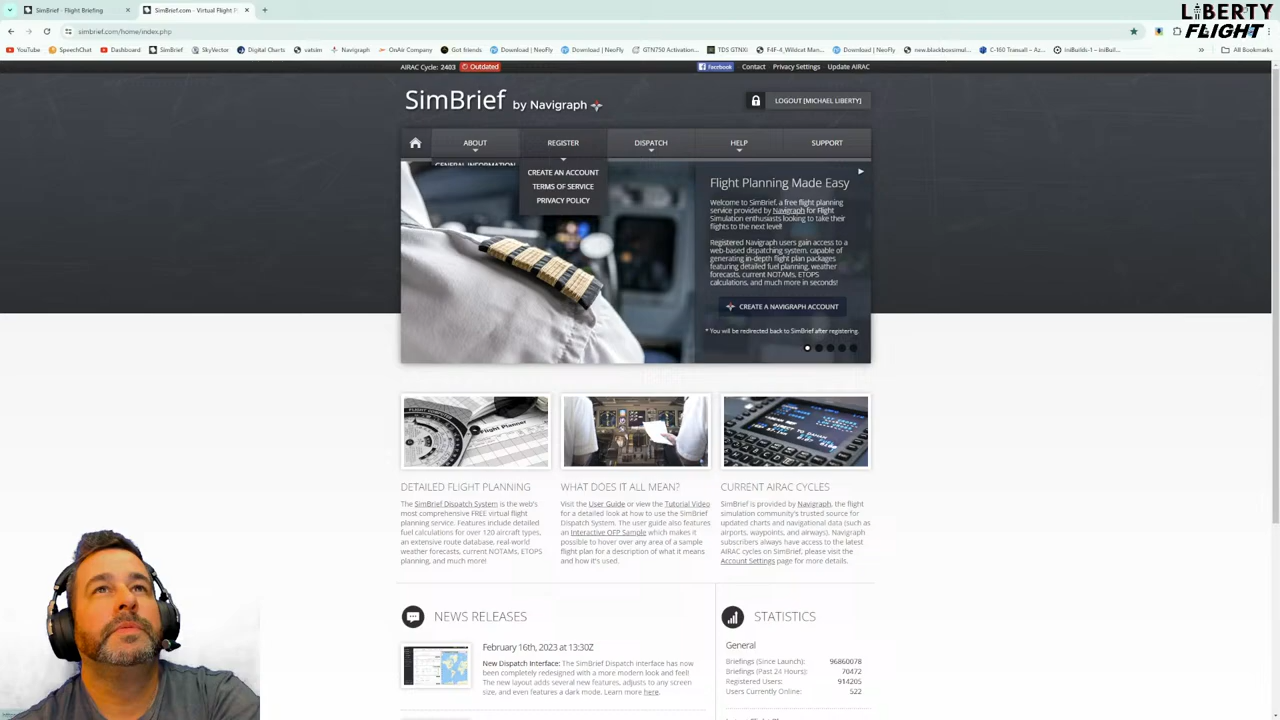 SimBrief - Flight Briefing
SimBrief.com - Virtual Flight P
LIBERTY
FLIGHT
simbrief.com/home/index.php
YouTube
SpeechChat
Dashboard
SimBrief
SkyVector
Digital Charts
vatsim
Navigraph
OnAir Company
Got friends
Download | NeoFly
Download | NeoFly
GTN750 Activation...
TDS GTNXi
F4F-4_Wildcat Man...
Download | NeoFly
new.blackboxsimul...
C-160 Transall – Az...
iniBuilds-1 – iniBuil...
All Bookmarks
AIRAC Cycle: 2403
Outdated
Facebook
Contact
Privacy Settings
Update AIRAC
SimBrief by Navigraph
LOGOUT [MICHAEL LIBERTY]
ABOUT
REGISTER
DISPATCH
HELP
SUPPORT
GENERAL INFORMATION
CREATE AN ACCOUNT
TERMS OF SERVICE
PRIVACY POLICY
Flight Planning Made Easy
Welcome to SimBrief, a free flight planning
service provided by Navigraph for Flight
Simulation enthusiasts looking to take their
flights to the next level!
Registered Navigraph users gain access to a
web-based dispatching system, capable of
generating in-depth flight plan packages
featuring detailed fuel planning, weather
forecasts, current NOTAMs, ETOPS
calculations, and much more in seconds!
CREATE A NAVIGRAPH ACCOUNT
* You will be redirected back to SimBrief after registering.
Flight Planner
DETAILED FLIGHT PLANNING
The SimBrief Dispatch System is the web's
most comprehensive FREE virtual flight
planning service. Features include detailed
fuel calculations for over 120 aircraft types,
an extensive route database, real-world
weather forecasts, current NOTAMs, ETOPS
planning, and much more!
WHAT DOES IT ALL MEAN?
Visit the User Guide or view the Tutorial Video
for a detailed look at how to use the SimBrief
Dispatch System. The user guide also features
an Interactive OFP Sample which makes it
possible to hover over any area of a sample
flight plan for a description of what it means
and how it's used.
CURRENT AIRAC CYCLES
SimBrief is provided by Navigraph, the flight
simulation community's trusted source for
updated charts and navigational data (such as
airports, waypoints, and airways). Navigraph
subscribers always have access to the latest
AIRAC cycles on SimBrief, please visit the
Account Settings page for more details.
NEWS RELEASES
February 16th, 2023 at 13:30Z
New Dispatch Interface: The SimBrief Dispatch interface has now
been completely redesigned with a more modern look and feel!
The new layout adds several new features, adjusts to any screen
size, and even features a dark mode. Learn more here.
STATISTICS
General
Briefings (Since Launch): 96860078
Briefings (Past 24 Hours): 70472
Registered Users: 914205
Users Currently Online: 522